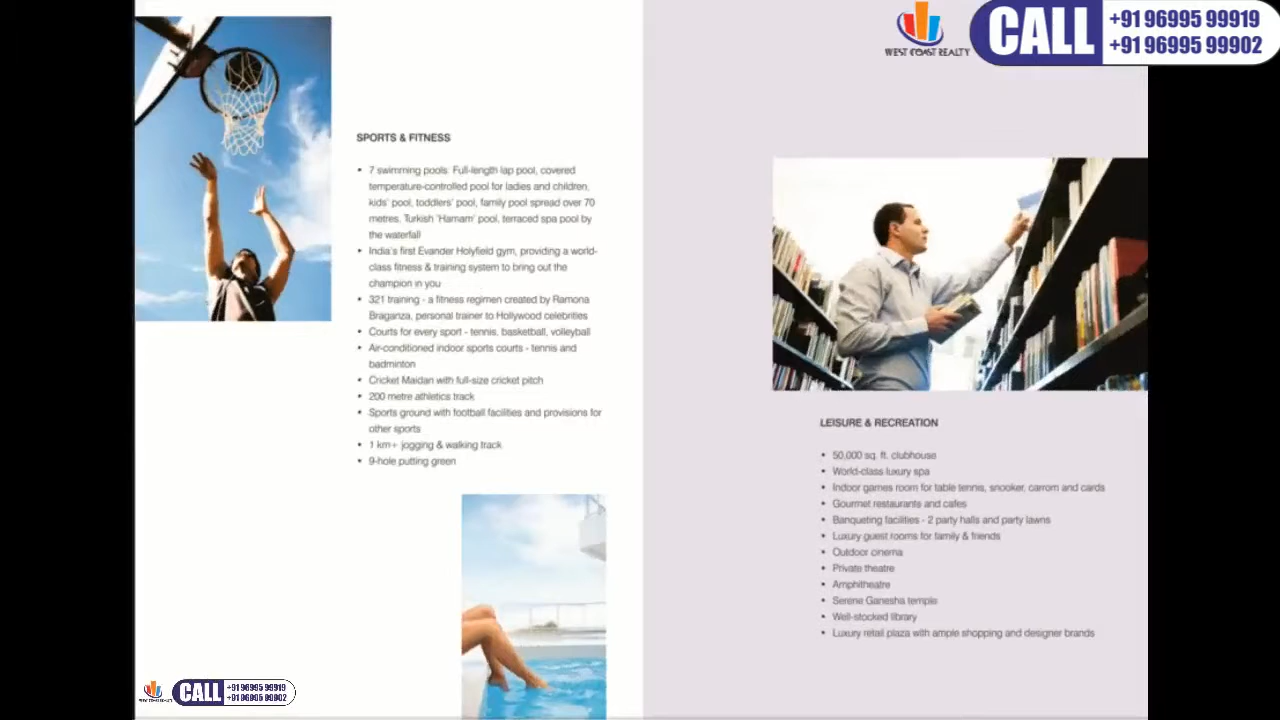 WEST COAST REALTY
CALL
+91 96995 99919
+91 96995 99902
SPORTS & FITNESS
• 7 swimming pools: Full-length lap pool, covered
temperature-controlled pool for ladies and children,
kids' pool, toddlers' pool, family pool spread over 70
metres, Turkish 'Hamam' pool, terraced spa pool by
the waterfall
• India's first Evander Holyfield gym, providing a world-
class fitness & training system to bring out the
champion in you
• 321 training - a fitness regimen created by Ramona
Braganza, personal trainer to Hollywood celebrities
• Courts for every sport - tennis, basketball, volleyball
• Air-conditioned indoor sports courts - tennis and
badminton
• Cricket Maidan with full-size cricket pitch
• 200 metre athletics track
• Sports ground with football facilities and provisions for
other sports
• 1 km+ jogging & walking track
• 9-hole putting green
LEISURE & RECREATION
• 50,000 sq. ft. clubhouse
• World-class luxury spa
• Indoor games room for table tennis, snooker, carrom and cards
• Gourmet restaurants and cafes
• Banqueting facilities - 2 party halls and party lawns
• Luxury guest rooms for family & friends
• Outdoor cinema
• Private theatre
• Amphitheatre
• Serene Ganesha temple
• Well-stocked library
• Luxury retail plaza with ample shopping and designer brands
WEST COAST REALTY
CALL
+91 96995 99919
+91 96995 99902